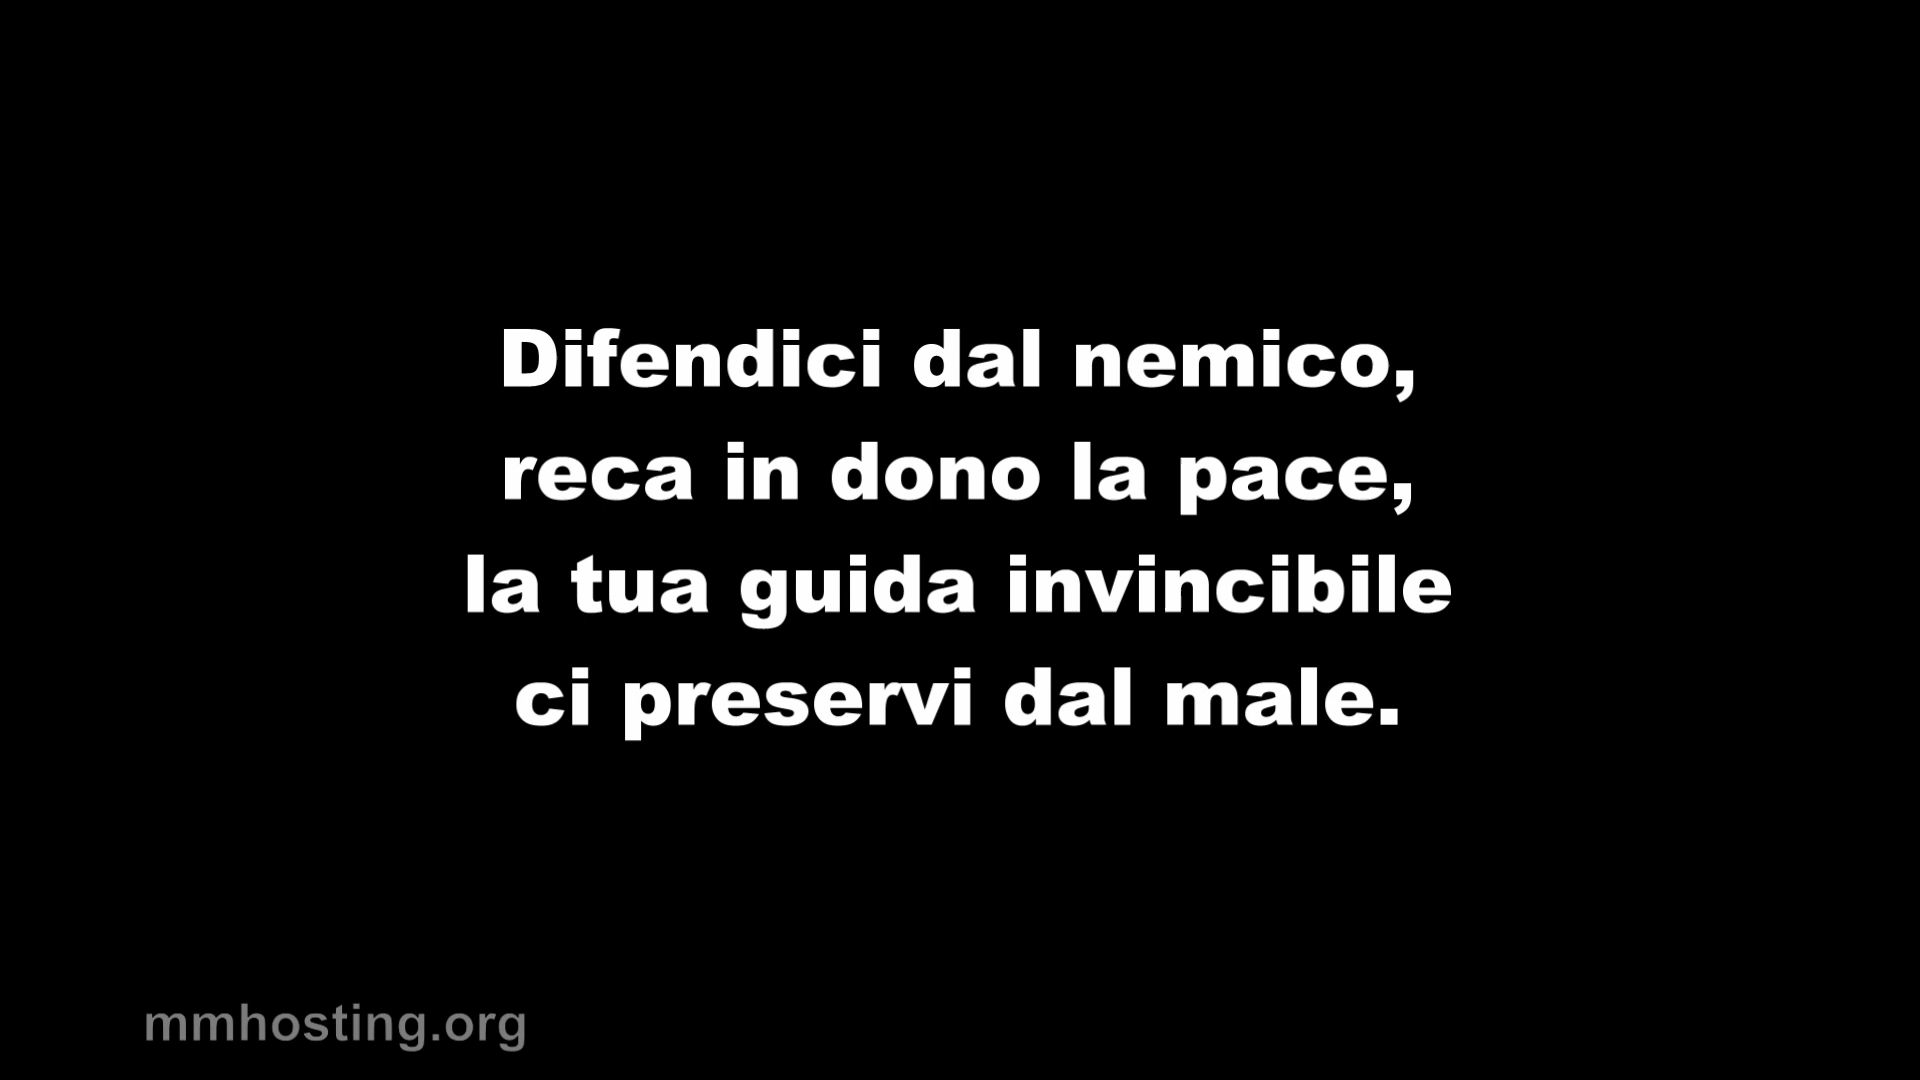 Difendici dal nemico,
reca in dono la pace,
la tua guida invincibile
ci preservi dal male.
mmhosting.org